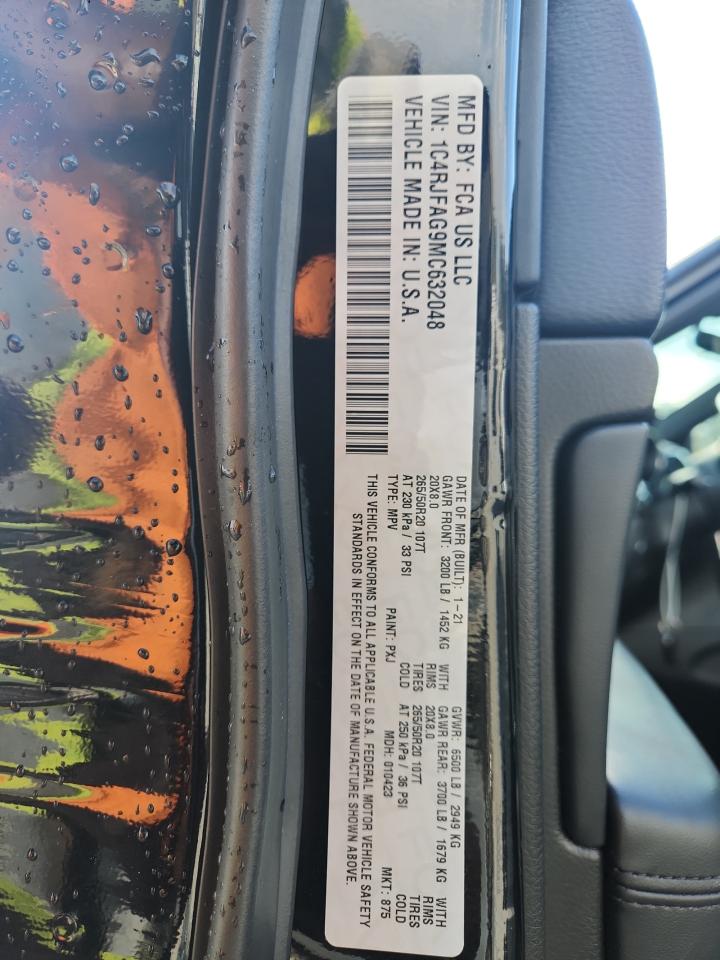 MFD BY: FCA US LLC
VIN: 1C4RJFAG9MC632048
VEHICLE MADE IN: U.S.A.
DATE OF MFR (BUILT): 1-21 GVWR: 6500 LB / 2949 KG
GAWR FRONT: 3200 LB / 1452 KG WITH GAWR REAR: 3700 LB / 1679 KG WITH
20X8.0 RIMS 20X8.0 RIMS
265/50R20 107T TIRES 265/50R20 107T TIRES
AT 230 kPa / 33 PSI COLD AT 250 kPa / 36 PSI COLD
TYPE: MPV PAINT: PXJ MDH: 010423 MKT: 875
THIS VEHICLE CONFORMS TO ALL APPLICABLE U.S.A. FEDERAL MOTOR VEHICLE SAFETY
STANDARDS IN EFFECT ON THE DATE OF MANUFACTURE SHOWN ABOVE.